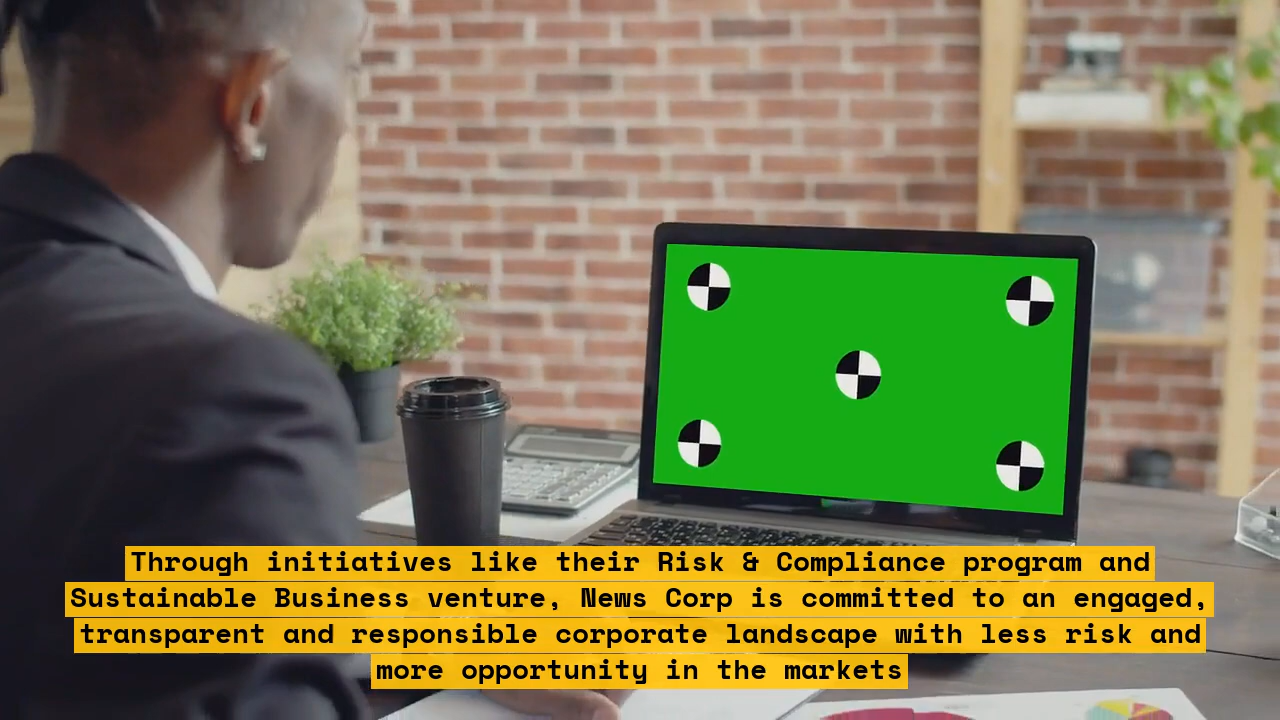 Through initiatives like their Risk & Compliance program and
Sustainable Business venture, News Corp is committed to an engaged,
transparent and responsible corporate landscape with less risk and
more opportunity in the markets